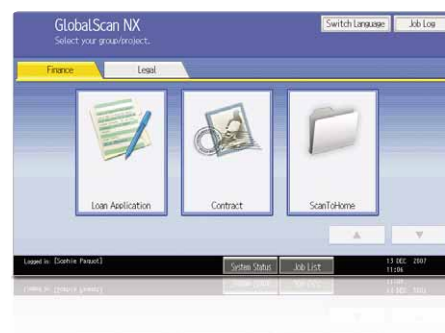 GlobalScan NX
Switch Language
Job Log
Select your group/project.
Finance
Legal
Loan Application
Contract
ScanToHome
Logged in: [Sophie Paquot]
System Status
Job List
13 DEC 2007
11:04